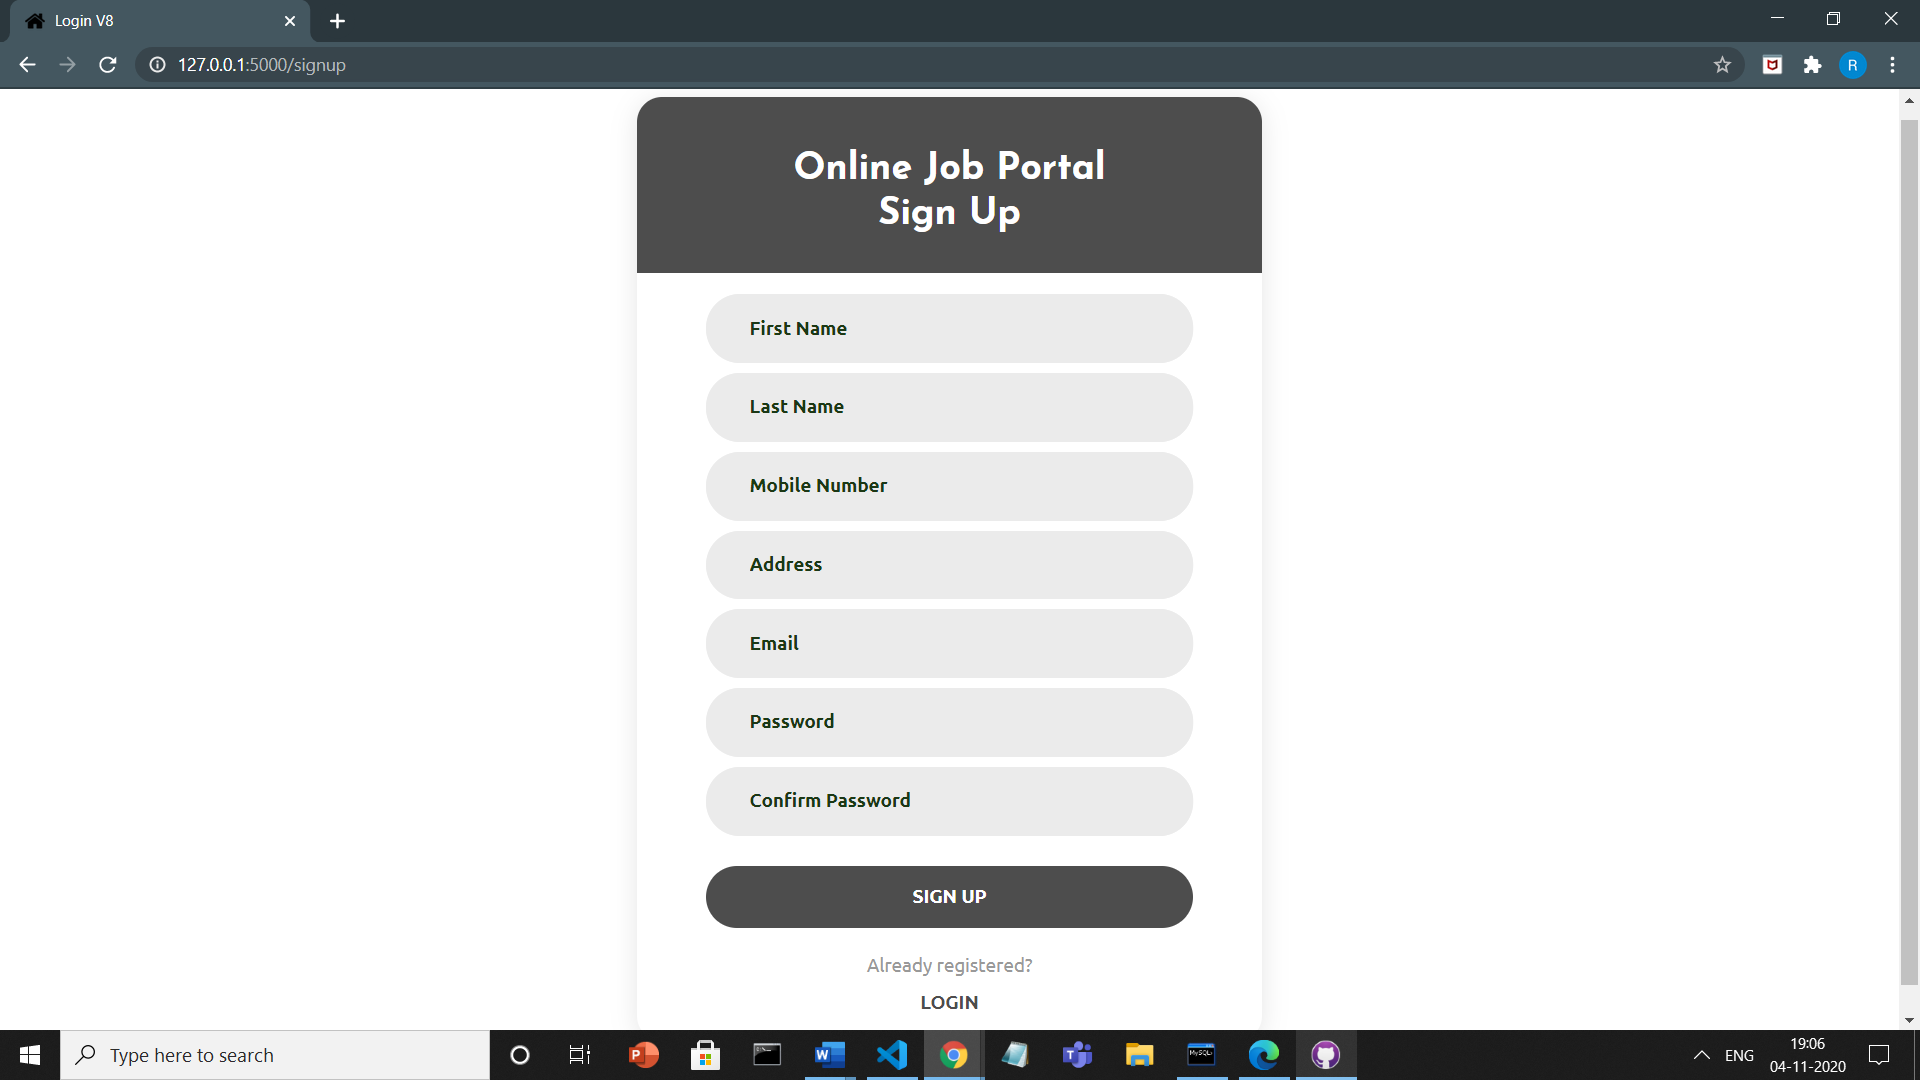 Login V8
127.0.0.1:5000/signup
R
Online Job Portal
Sign Up
First Name
Last Name
Mobile Number
Address
Email
Password
Confirm Password
SIGN UP
Already registered?
LOGIN
Type here to search
ENG
19:06
04-11-2020